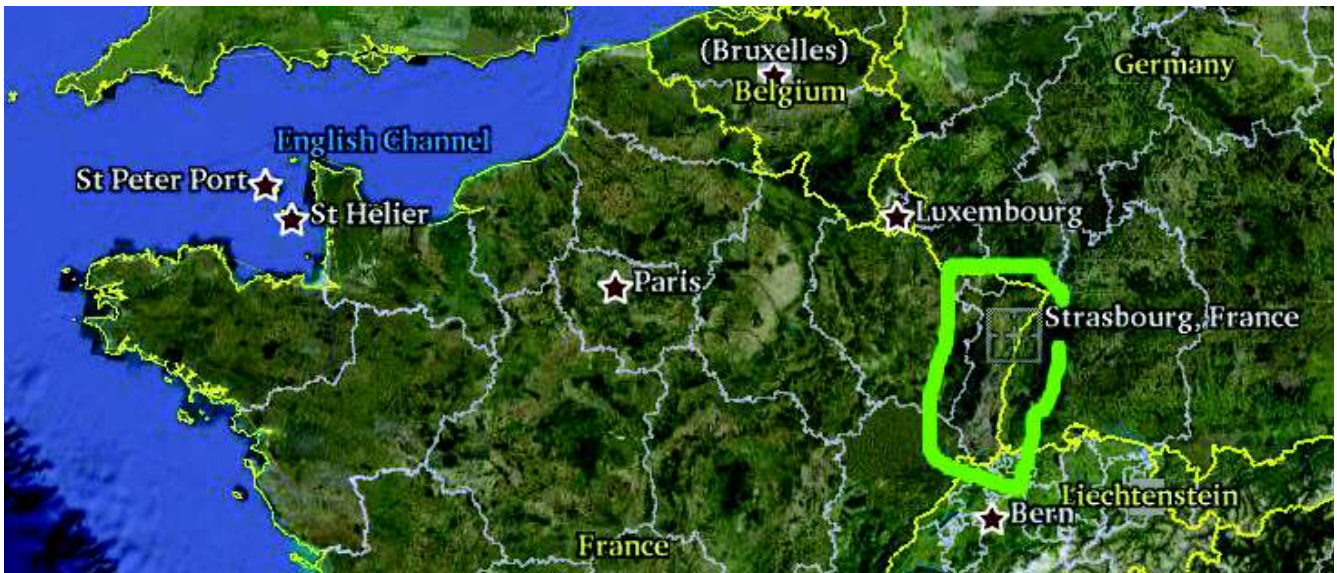 (Bruxelles)
Belgium
Germany
English Channel
St Peter Port
St Helier
Luxembourg
Paris
Strasbourg, France
Liechtenstein
Bern
France